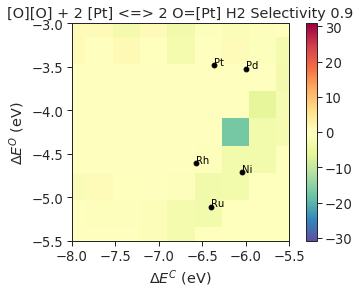 [O][O] + 2 [Pt] <=> 2 O=[Pt] H2 Selectivity 0.9
−3.0
−3.5
−4.0
−4.5
−5.0
−5.5
ΔE^O (eV)
Pt
Pd
Rh
Ni
Ru
−8.0 −7.5 −7.0 −6.5 −6.0 −5.5
ΔE^C (eV)
30
20
10
0
−10
−20
−30